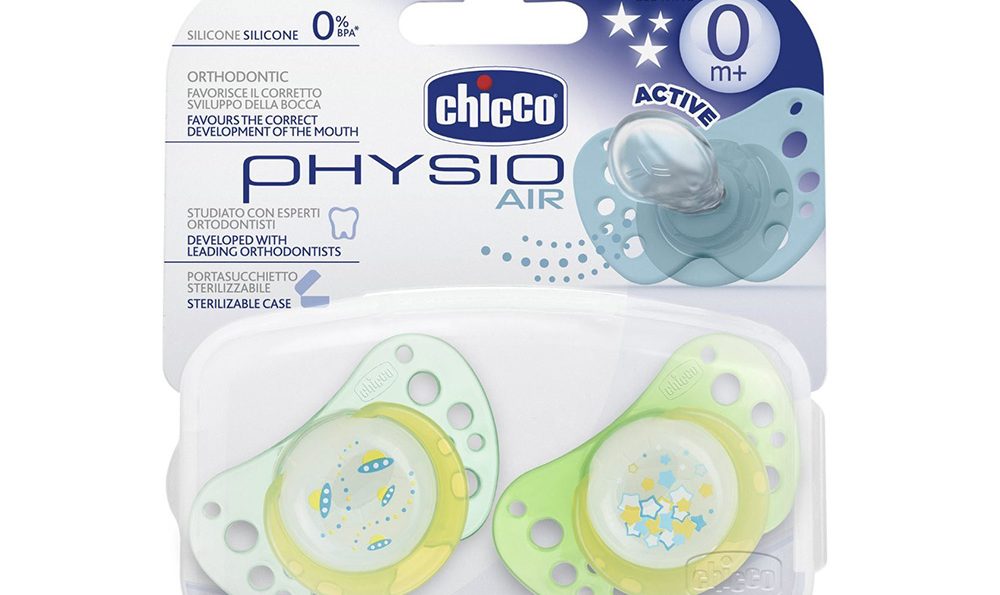 SILICONE SILICONE 0% BPA*
ORTHODONTIC
FAVORISCE IL CORRETTO
SVILUPPO DELLA BOCCA
FAVOURS THE CORRECT
DEVELOPMENT OF THE MOUTH
chicco
PHYSIO
AIR
STUDIATO CON ESPERTI
ORTODONTISTI
DEVELOPED WITH
LEADING ORTHODONTISTS
PORTASUCCHIETTO
STERILIZZABILE
STERILIZABLE CASE
0
m+
ACTIVE
chicco
chicco
chicco